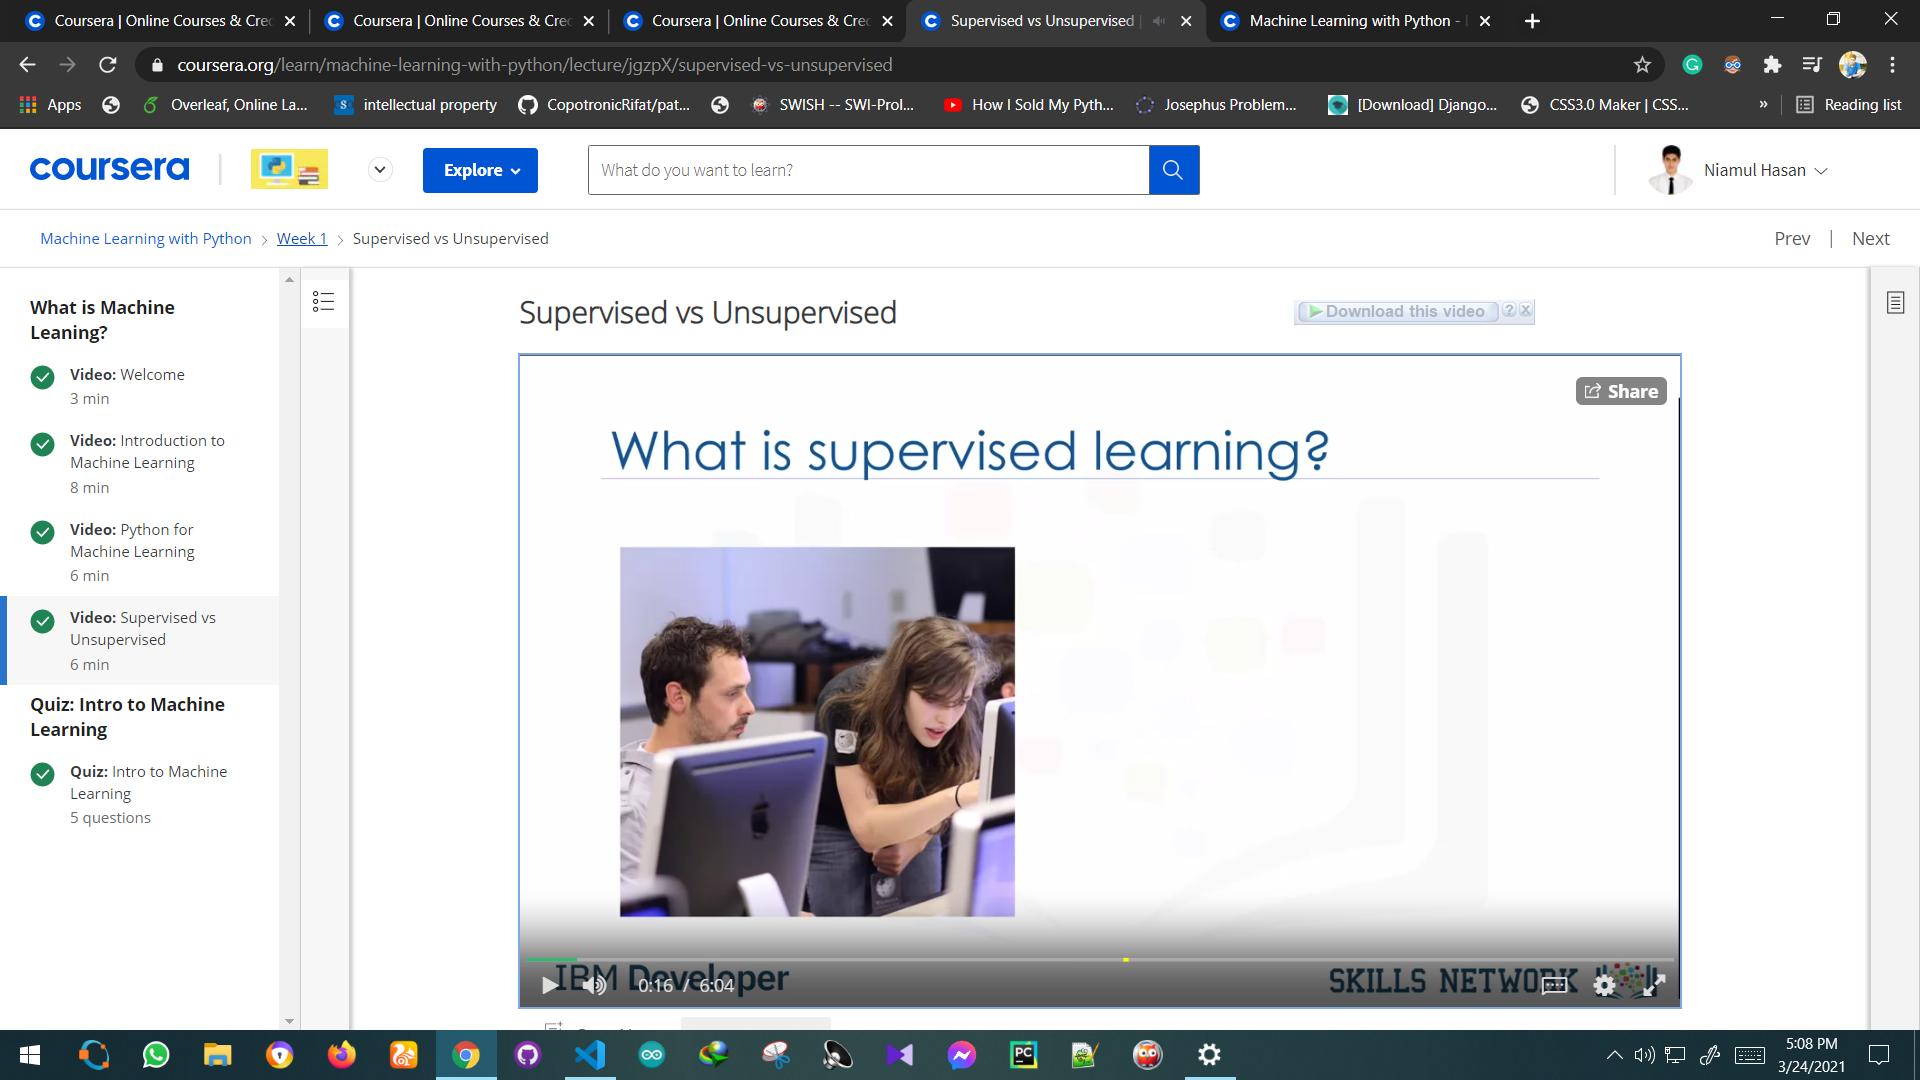 Coursera | Online Courses & Cre
Coursera | Online Courses & Cre
Coursera | Online Courses & Cre
Supervised vs Unsupervised |
Machine Learning with Python -
coursera.org/learn/machine-learning-with-python/lecture/jgzpX/supervised-vs-unsupervised
Apps
Overleaf, Online La...
intellectual property
CopotronicRifat/pat...
SWISH -- SWI-Prol...
How I Sold My Pyth...
Josephus Problem...
[Download] Django...
CSS3.0 Maker | CSS...
»
Reading list
coursera
Explore
What do you want to learn?
Niamul Hasan
Machine Learning with Python > Week 1 > Supervised vs Unsupervised
Prev | Next
What is Machine
Leaning?
Video: Welcome
3 min
Video: Introduction to
Machine Learning
8 min
Video: Python for
Machine Learning
6 min
Video: Supervised vs
Unsupervised
6 min
Quiz: Intro to Machine
Learning
Quiz: Intro to Machine
Learning
5 questions
Supervised vs Unsupervised
Download this video
Share
What is supervised learning?
IBM Developer
SKILLS NETWORK
0:16 / 6:04
5:08 PM
3/24/2021